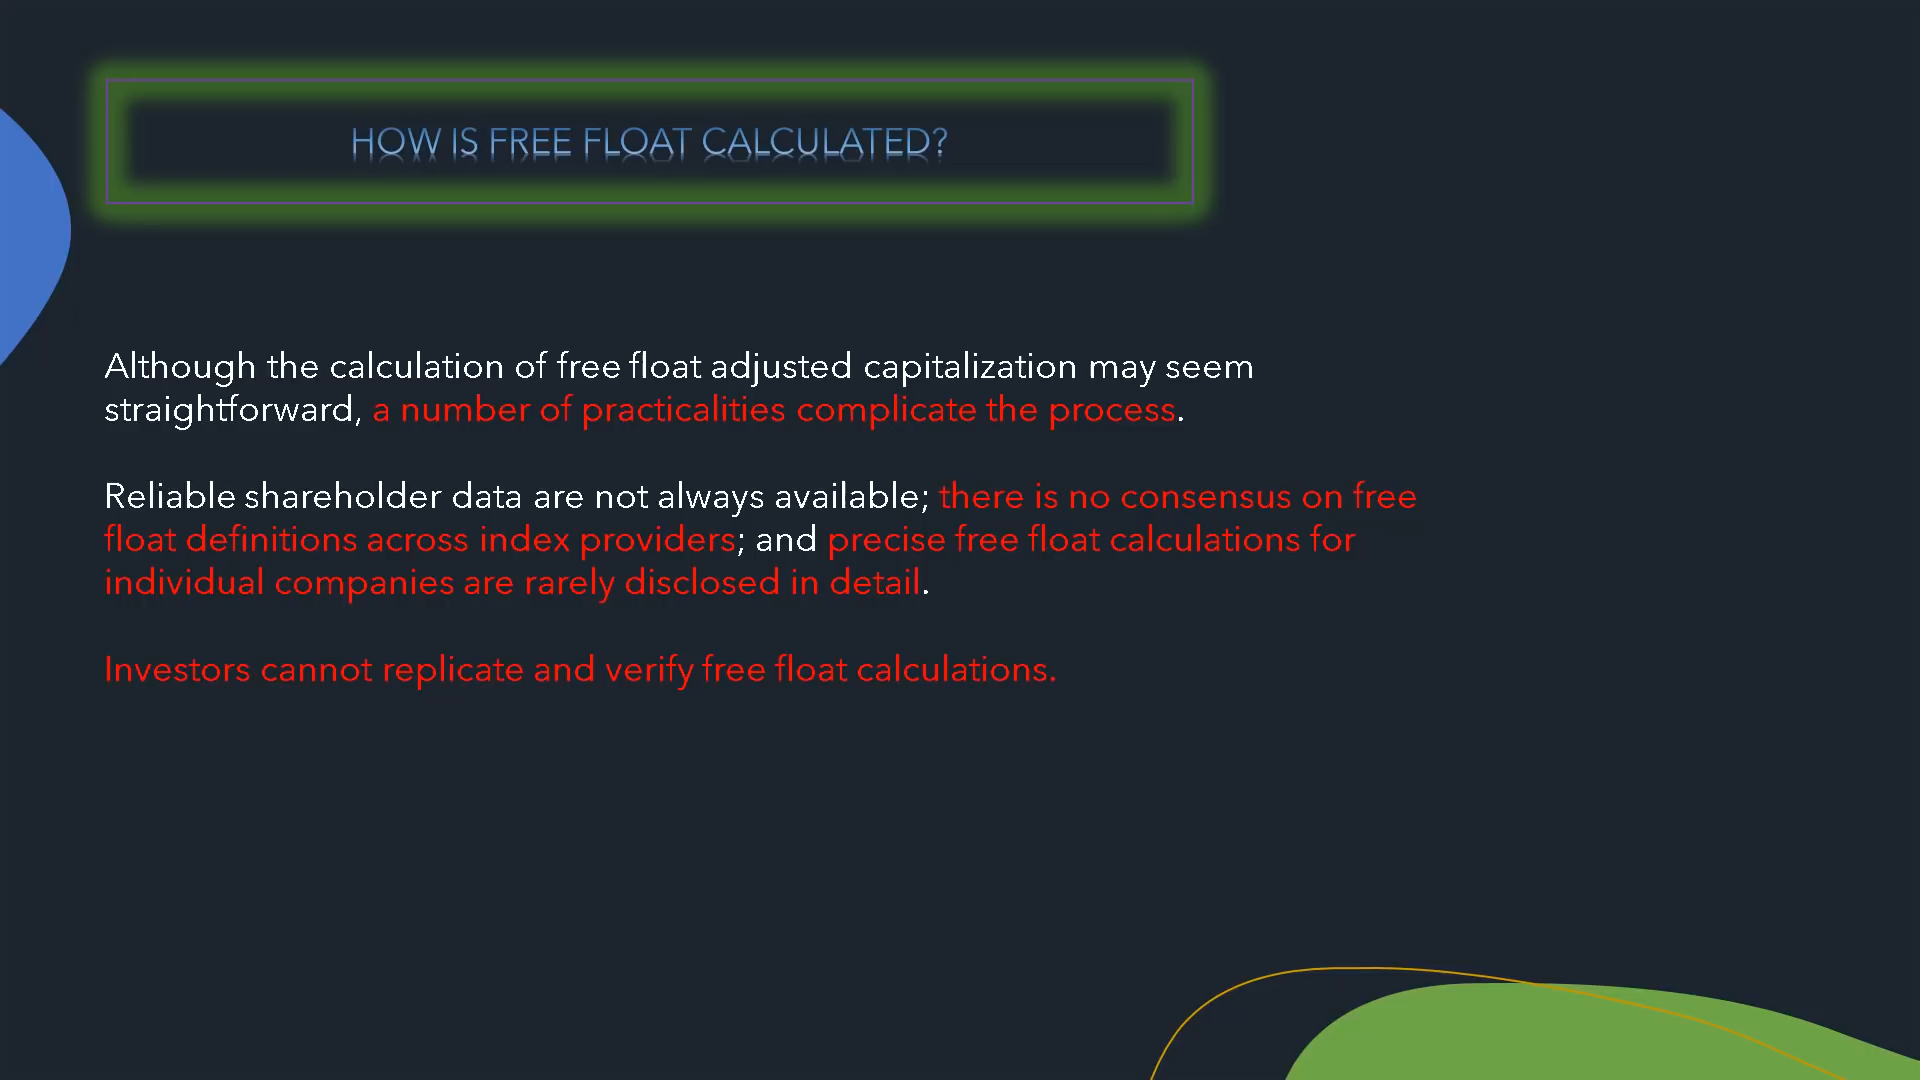 HOW IS FREE FLOAT CALCULATED?
Although the calculation of free float adjusted capitalization may seem
straightforward, a number of practicalities complicate the process.
Reliable shareholder data are not always available; there is no consensus on free
float definitions across index providers; and precise free float calculations for
individual companies are rarely disclosed in detail.
Investors cannot replicate and verify free float calculations.